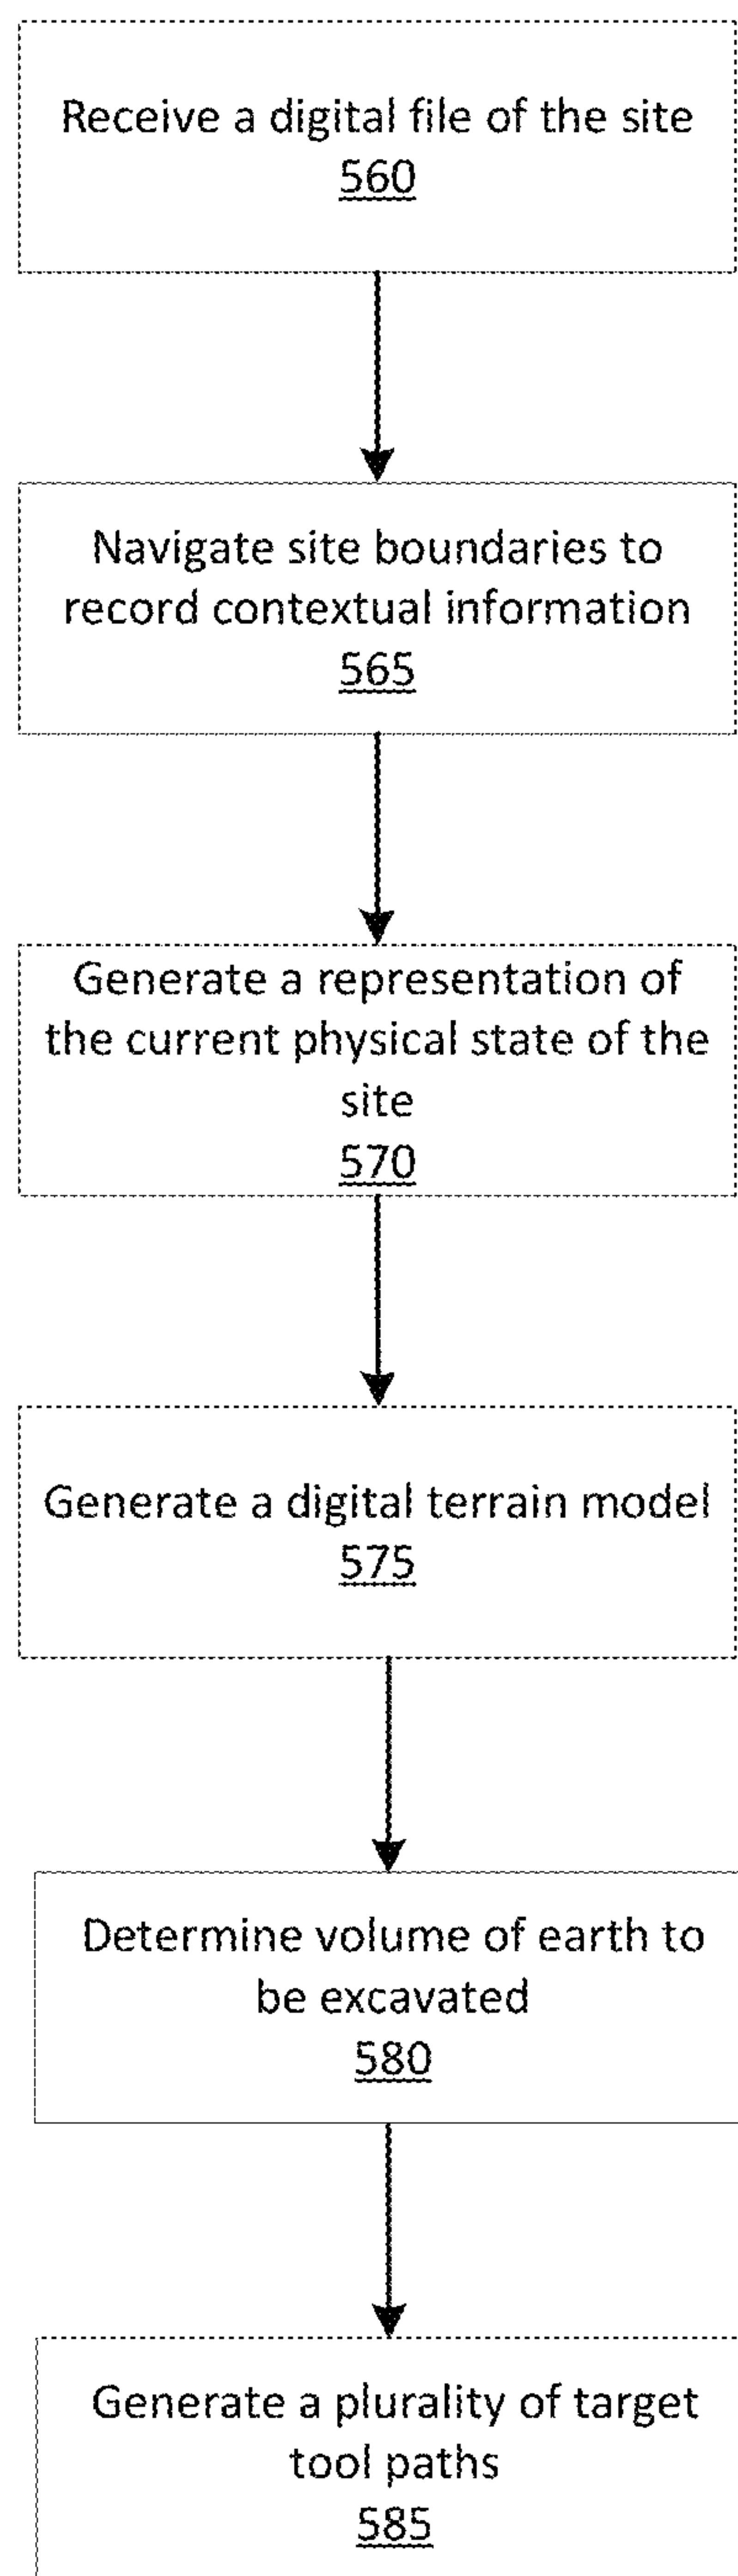 Receive a digital file of the site
560
Navigate site boundaries to
record contextual information
565
Generate a representation of
the current physical state of the
site
570
Generate a digital terrain model
575
Determine volume of earth to
be excavated
580
Generate a plurality of target
tool paths
585